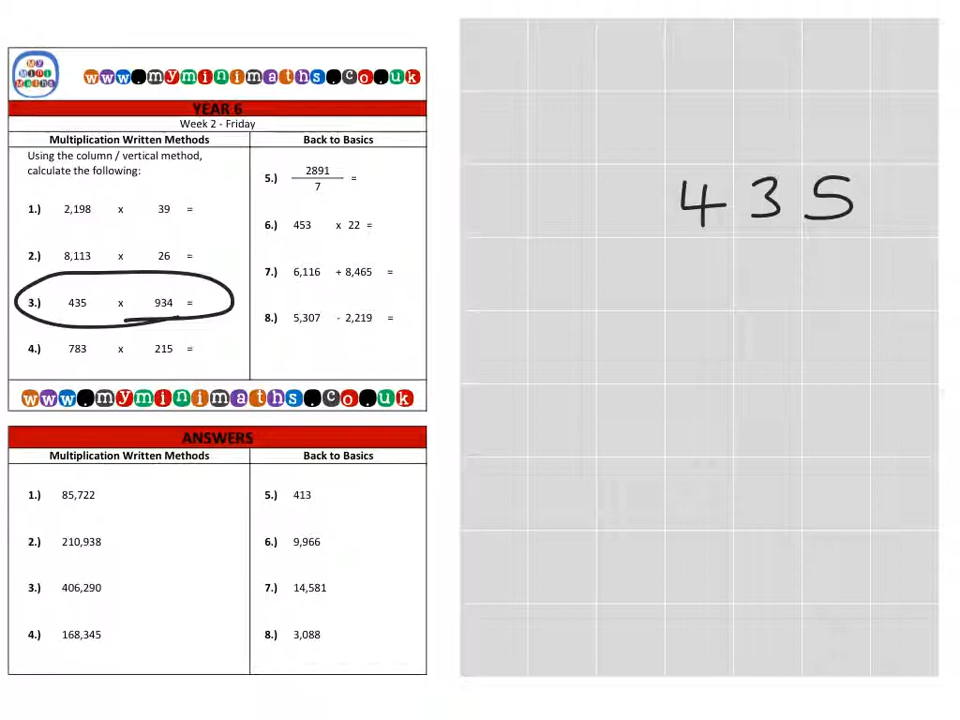 My Mini Maths
www.myminimaths.co.uk
YEAR 6
Week 2 - Friday
Multiplication Written Methods
Back to Basics
Using the column / vertical method, calculate the following:
1.) 2,198 x 39 =
2.) 8,113 x 26 =
3.) 435 x 934 =
4.) 783 x 215 =
5.) 2891
7 =
6.) 453 x 22 =
7.) 6,116 + 8,465 =
8.) 5,307 - 2,219 =
www.myminimaths.co.uk
ANSWERS
Multiplication Written Methods
Back to Basics
1.) 85,722
2.) 210,938
3.) 406,290
4.) 168,345
5.) 413
6.) 9,966
7.) 14,581
8.) 3,088
4 3 5